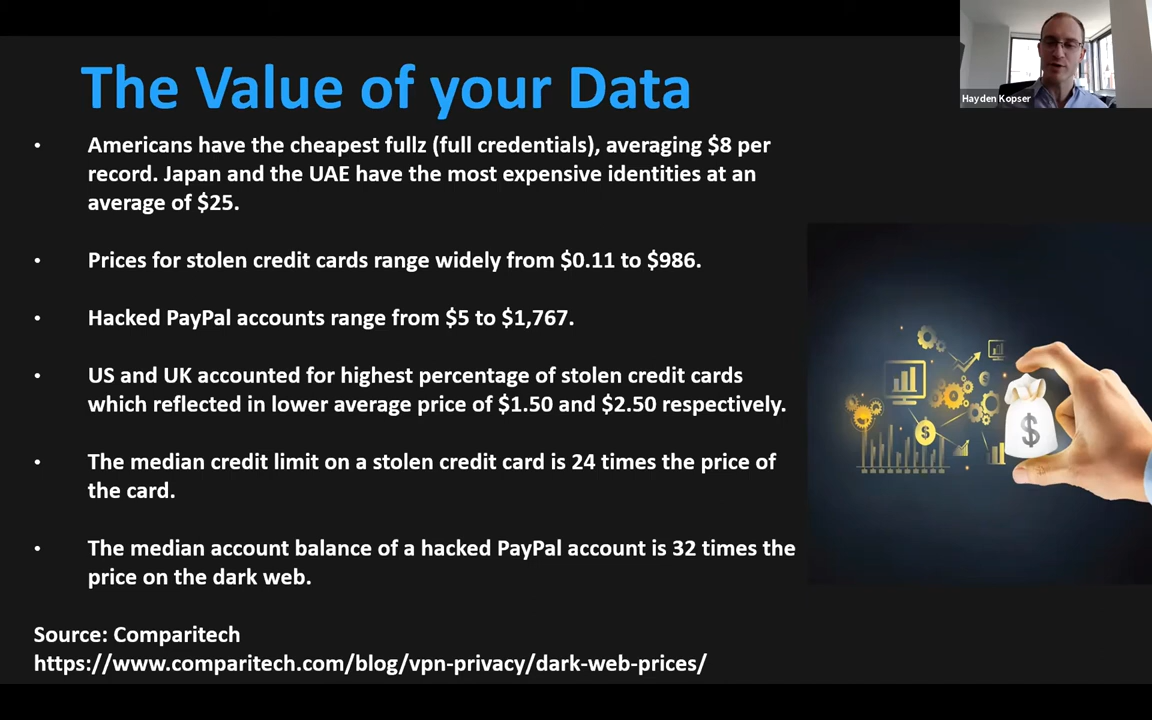 The Value of your Data
Hayden Kopser
• Americans have the cheapest fullz (full credentials), averaging $8 per
record. Japan and the UAE have the most expensive identities at an
average of $25.
• Prices for stolen credit cards range widely from $0.11 to $986.
• Hacked PayPal accounts range from $5 to $1,767.
• US and UK accounted for highest percentage of stolen credit cards
which reflected in lower average price of $1.50 and $2.50 respectively.
• The median credit limit on a stolen credit card is 24 times the price of
the card.
• The median account balance of a hacked PayPal account is 32 times the
price on the dark web.
Source: Comparitech
https://www.comparitech.com/blog/vpn-privacy/dark-web-prices/